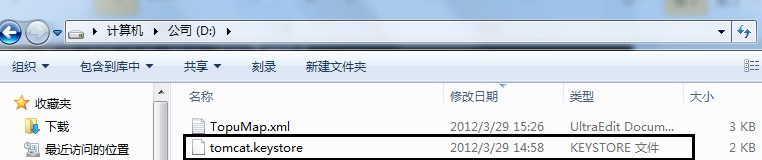 计算机 公司 (D:)
组织 包含到库中 共享 刻录 新建文件夹
收藏夹 名称 修改日期 类型 大小
下载 TopuMap.xml 2012/3/29 15:26 UltraEdit Docum... 3 KB
最近访问的位置 tomcat.keystore 2012/3/29 14:58 KEYSTORE 文件 2 KB